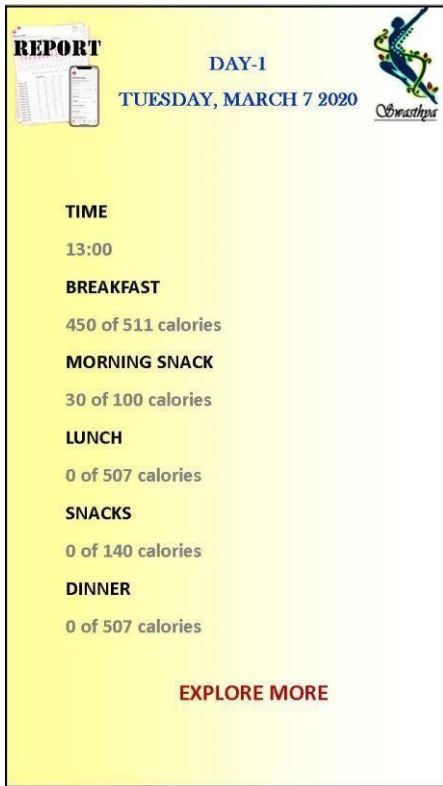 REPORT
DAY-1
TUESDAY, MARCH 7 2020
Swasthya
TIME
13:00
BREAKFAST
450 of 511 calories
MORNING SNACK
30 of 100 calories
LUNCH
0 of 507 calories
SNACKS
0 of 140 calories
DINNER
0 of 507 calories
EXPLORE MORE